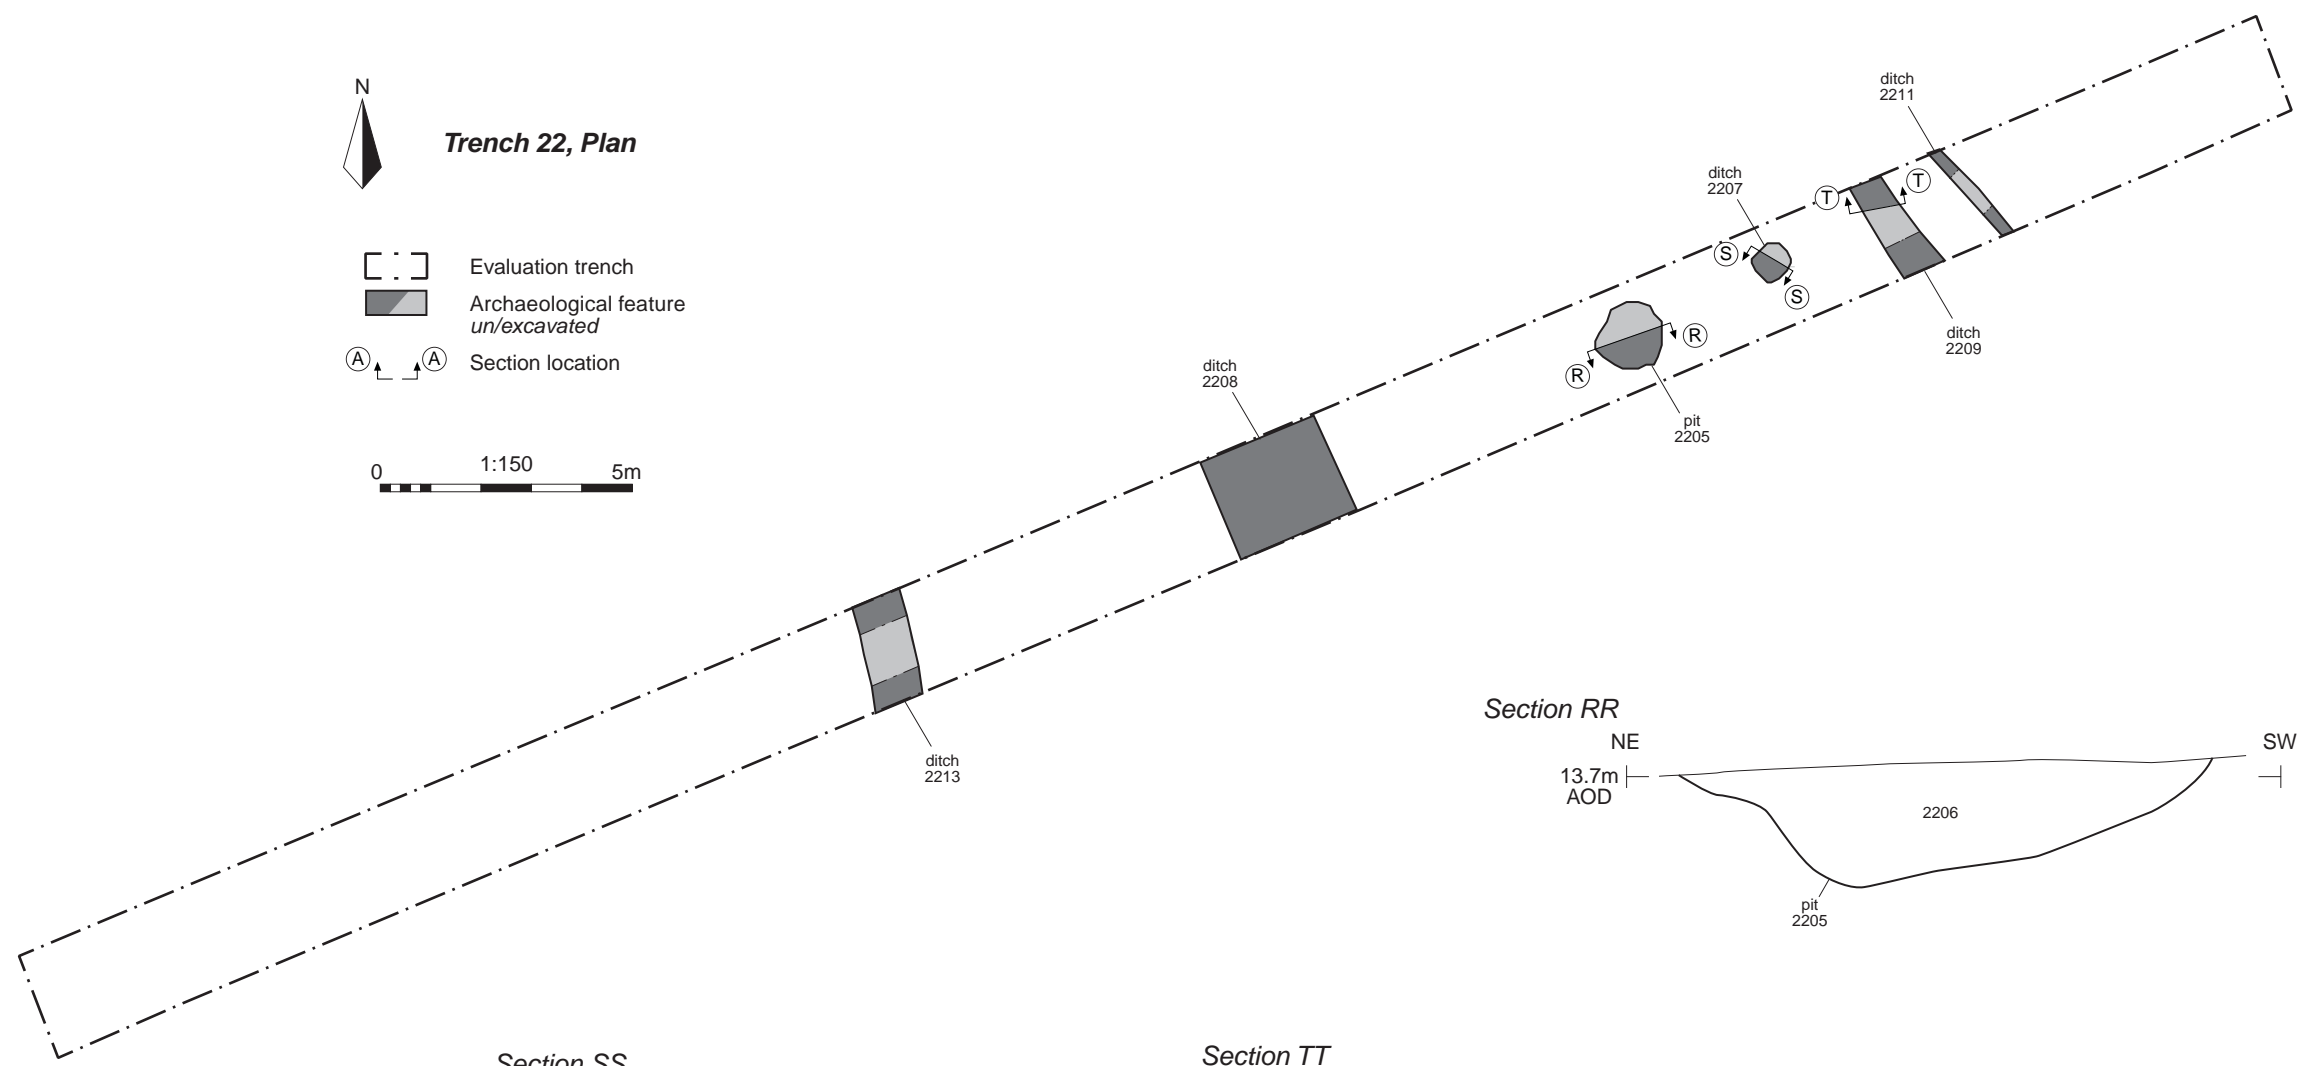 N
Trench 22, Plan
Evaluation trench
Archaeological feature
un/excavated
A
A
Section location
0
1:150
5m
ditch
2211
ditch
2207
T
T
S
S
ditch
2209
R
R
pit
2205
ditch
2208
ditch
2213
Section RR
NE
SW
13.7m
AOD
2206
pit
2205
Section SS
Section TT